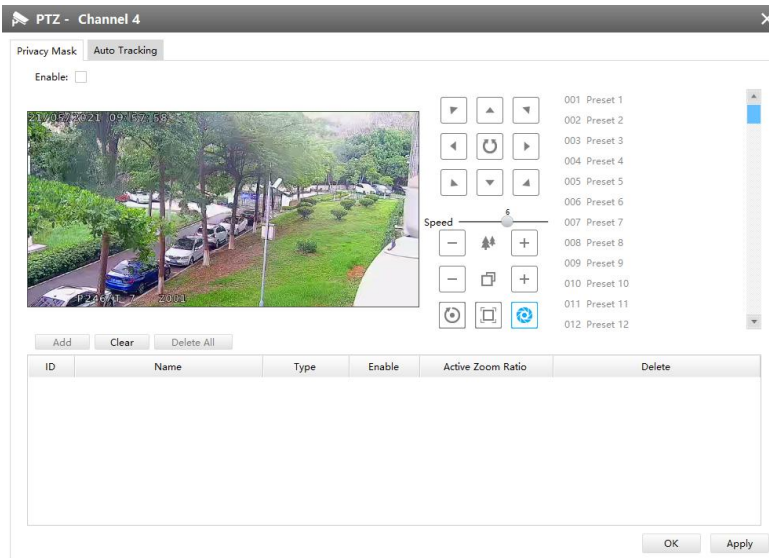 PTZ - Channel 4
Privacy Mask Auto Tracking
Enable:
21/05/2021 09:57:58
001 Preset 1
002 Preset 2
003 Preset 3
004 Preset 4
005 Preset 5
006 Preset 6
007 Preset 7
008 Preset 8
009 Preset 9
010 Preset 10
011 Preset 11
012 Preset 12
Speed 6
Add Clear Delete All
ID Name Type Enable Active Zoom Ratio Delete
OK Apply